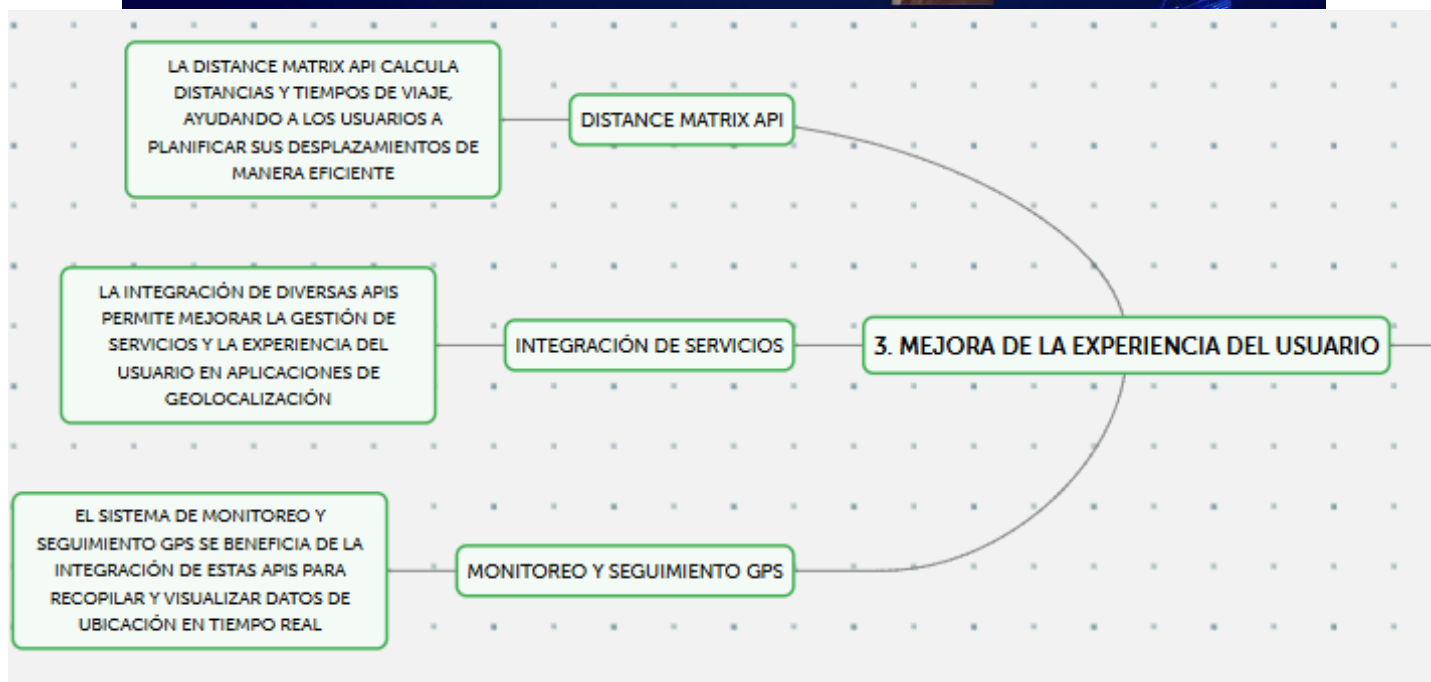 LA DISTANCE MATRIX API CALCULA
DISTANCIAS Y TIEMPOS DE VIAJE,
AYUDANDO A LOS USUARIOS A
PLANIFICAR SUS DESPLAZAMIENTOS DE
MANERA EFICIENTE
DISTANCE MATRIX API
LA INTEGRACIÓN DE DIVERSAS APIS
PERMITE MEJORAR LA GESTIÓN DE
SERVICIOS Y LA EXPERIENCIA DEL
USUARIO EN APLICACIONES DE
GEOLOCALIZACIÓN
INTEGRACIÓN DE SERVICIOS
3. MEJORA DE LA EXPERIENCIA DEL USUARIO
EL SISTEMA DE MONITOREO Y
SEGUIMIENTO GPS SE BENEFICIA DE LA
INTEGRACIÓN DE ESTAS APIS PARA
RECOPILAR Y VISUALIZAR DATOS DE
UBICACIÓN EN TIEMPO REAL
MONITOREO Y SEGUIMIENTO GPS